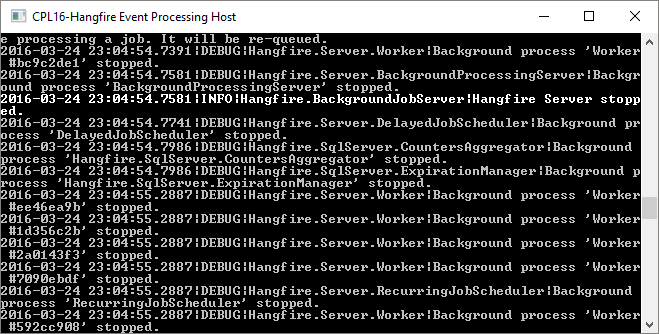 CPL16-Hangfire Event Processing Host
e processing a job. It will be re-queued.
2016-03-24 23:04:54.7391|DEBUG|Hangfire.Server.Worker|Background process 'Worker
 #bc9c2de1' stopped.
2016-03-24 23:04:54.7581|DEBUG|Hangfire.Server.BackgroundProcessingServer|Backgr
ound process 'BackgroundProcessingServer' stopped.
2016-03-24 23:04:54.7581|INFO|Hangfire.BackgroundJobServer|Hangfire Server stopp
ed.
2016-03-24 23:04:54.7741|DEBUG|Hangfire.Server.DelayedJobScheduler|Background pr
ocess 'DelayedJobScheduler' stopped.
2016-03-24 23:04:54.7986|DEBUG|Hangfire.SqlServer.CountersAggregator|Background
process 'Hangfire.SqlServer.CountersAggregator' stopped.
2016-03-24 23:04:54.7986|DEBUG|Hangfire.SqlServer.ExpirationManager|Background p
rocess 'Hangfire.SqlServer.ExpirationManager' stopped.
2016-03-24 23:04:55.2887|DEBUG|Hangfire.Server.Worker|Background process 'Worker
 #ee46ea9b' stopped.
2016-03-24 23:04:55.2887|DEBUG|Hangfire.Server.Worker|Background process 'Worker
 #1d356c2b' stopped.
2016-03-24 23:04:55.2887|DEBUG|Hangfire.Server.Worker|Background process 'Worker
 #2a0143f3' stopped.
2016-03-24 23:04:55.2887|DEBUG|Hangfire.Server.Worker|Background process 'Worker
 #7090ebdf' stopped.
2016-03-24 23:04:55.2887|DEBUG|Hangfire.Server.RecurringJobScheduler|Background
process 'RecurringJobScheduler' stopped.
2016-03-24 23:04:55.2887|DEBUG|Hangfire.Server.Worker|Background process 'Worker
 #592cc908' stopped.